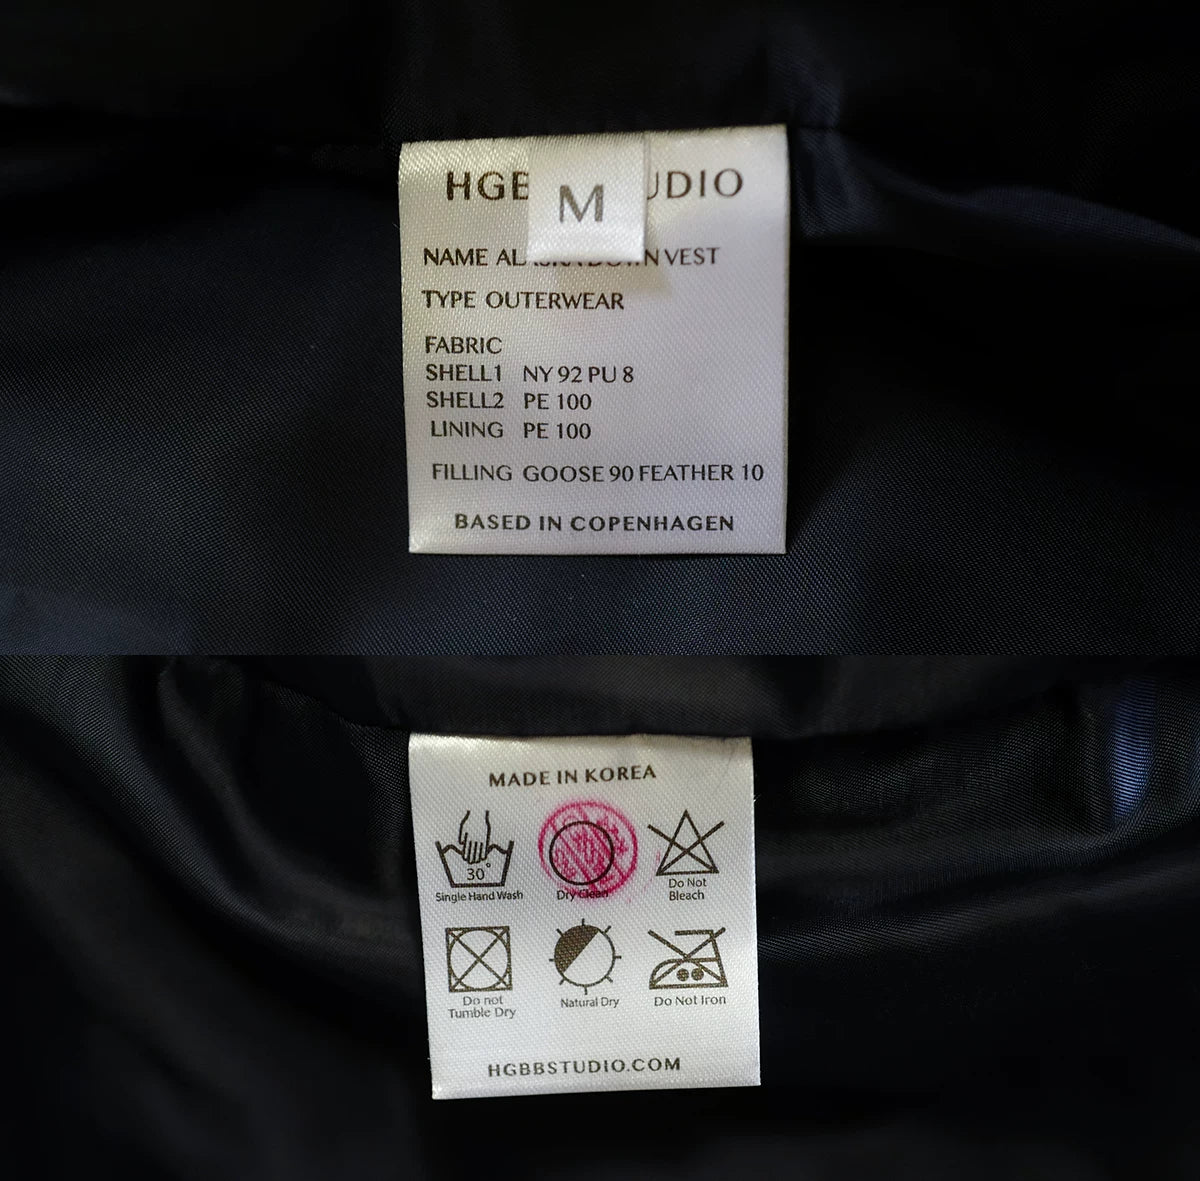 HGB
M
UDIO
NAME ALASKA DOWN VEST
TYPE OUTERWEAR
FABRIC
SHELL1 NY 92 PU 8
SHELL2 PE 100
LINING PE 100
FILLING GOOSE 90 FEATHER 10
BASED IN COPENHAGEN
MADE IN KOREA
30°
Single Hand Wash
Dry Clean
Do Not
Bleach
Do not
Tumble Dry
Natural Dry
Do Not Iron
HGBBSTUDIO.COM